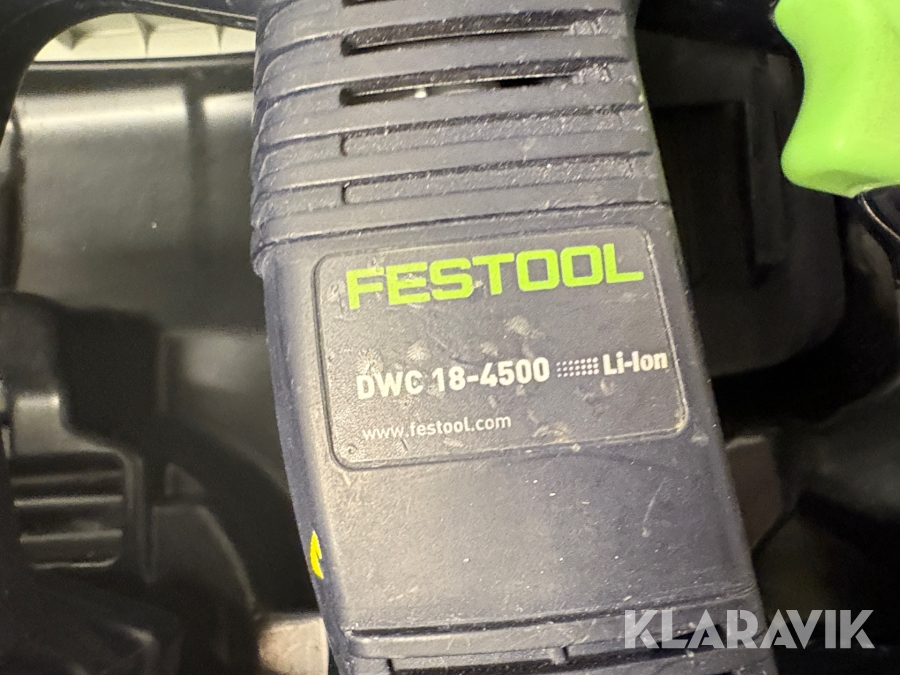 FESTOOL
DWC 18-4500 Li-Ion
www.festool.com
KLARAVIK